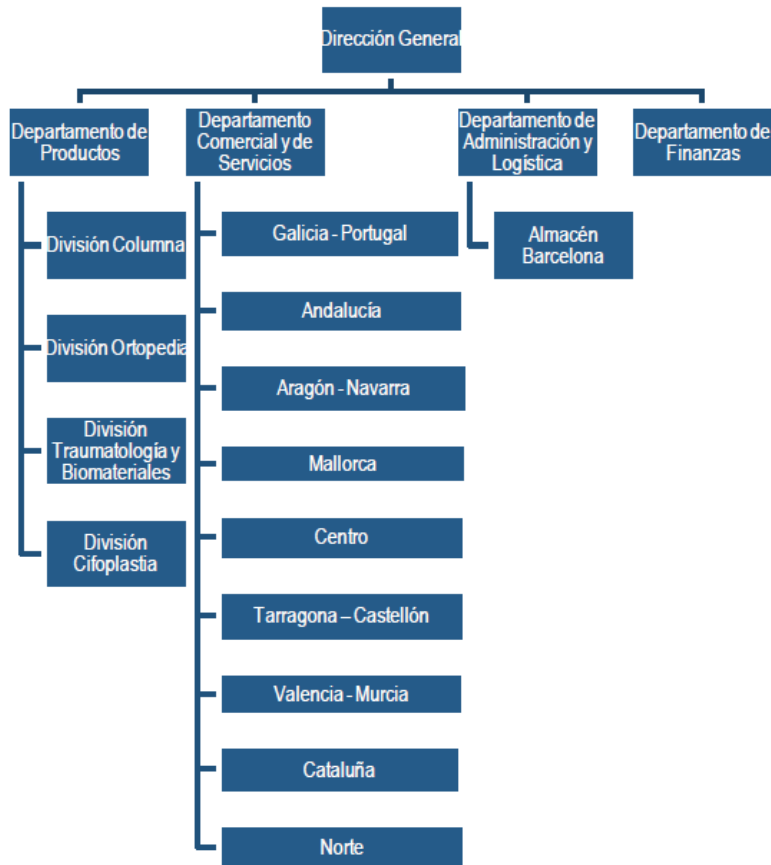 Dirección General
Departamento de
Productos
Departamento
Comercial y de
Servicios
Departamento de
Administración y
Logística
Departamento de
Finanzas
División Columna
División Ortopedia
División
Traumatología y
Biomateriales
División
Cifoplastia
Galicia - Portugal
Andalucía
Aragón - Navarra
Mallorca
Centro
Tarragona – Castellón
Valencia - Murcia
Cataluña
Norte
Almacén
Barcelona